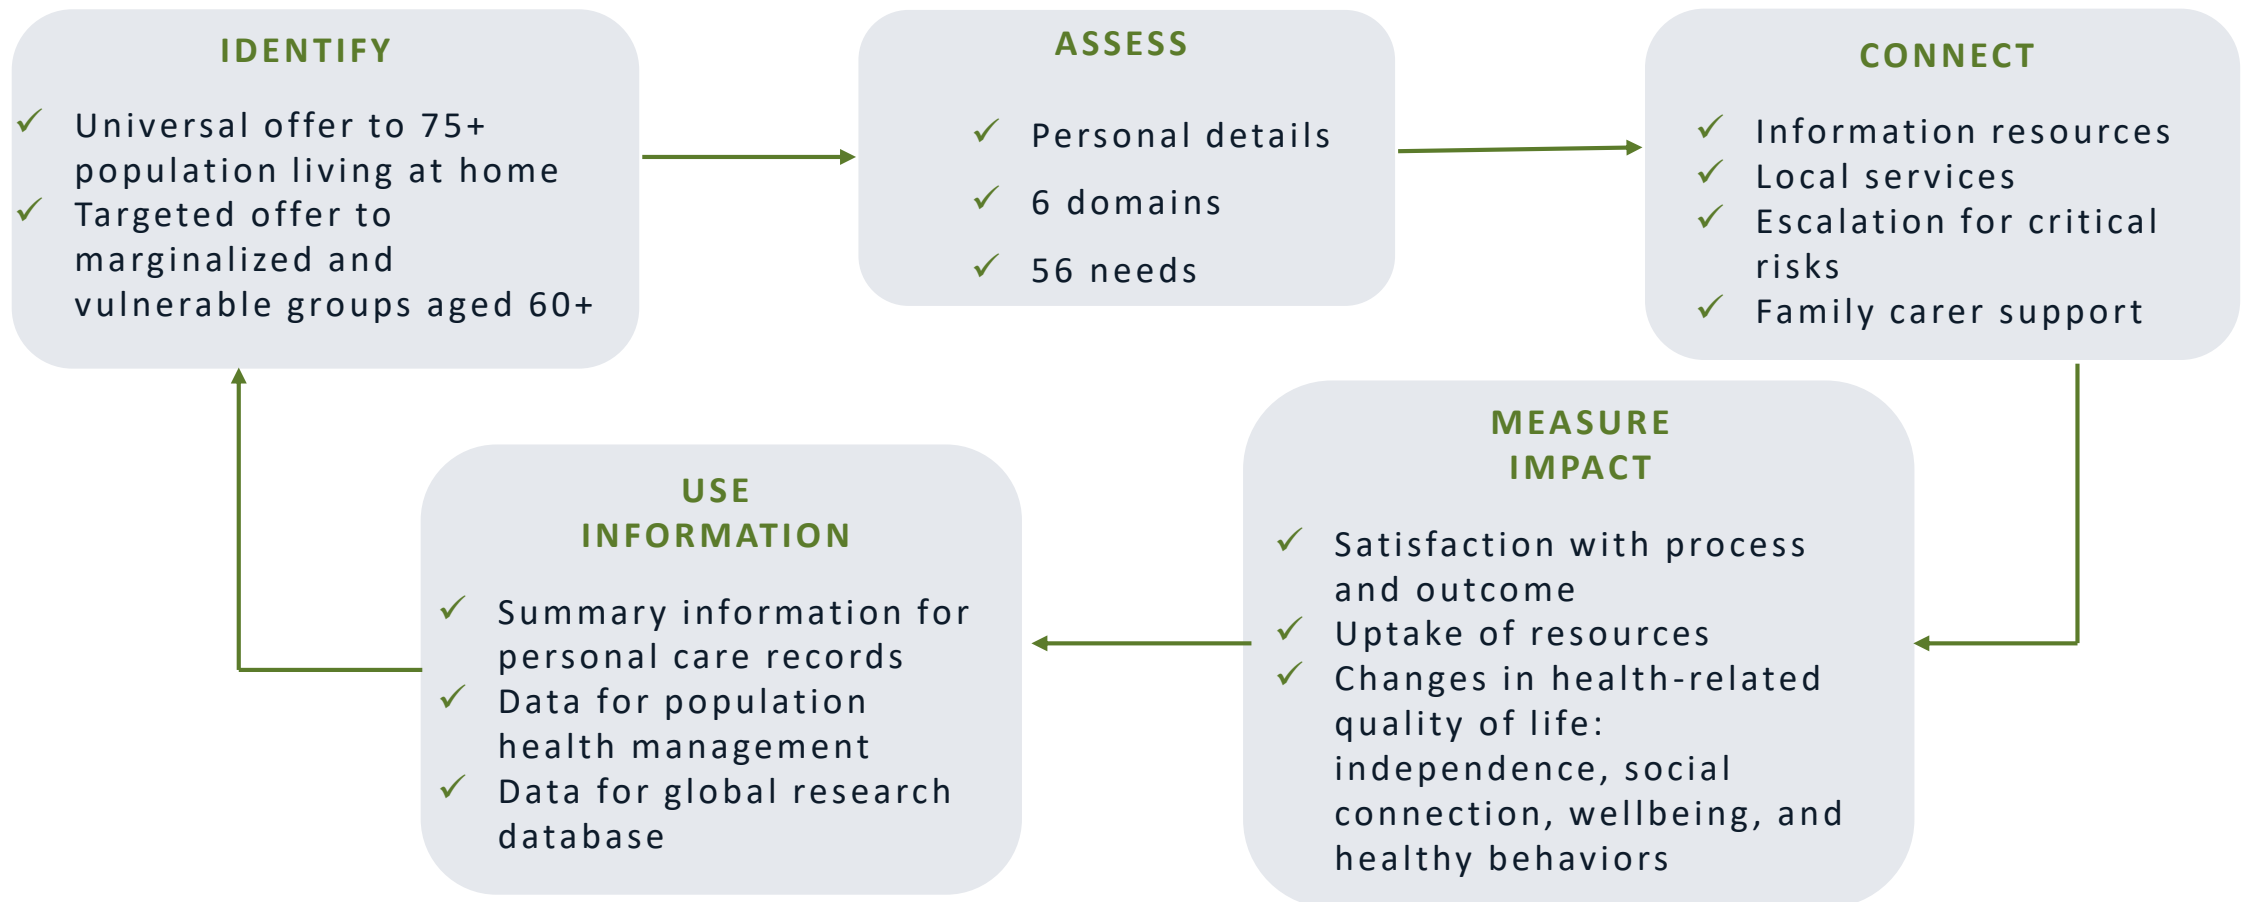 IDENTIFY
✓ Universal offer to 75+
population living at home
✓ Targeted offer to
marginalized and
vulnerable groups aged 60+
ASSESS
✓ Personal details
✓ 6 domains
✓ 56 needs
CONNECT
✓ Information resources
✓ Local services
✓ Escalation for critical
risks
✓ Family carer support
MEASURE
IMPACT
✓ Satisfaction with process
and outcome
✓ Uptake of resources
✓ Changes in health-related
quality of life:
independence, social
connection, wellbeing, and
healthy behaviors
USE
INFORMATION
✓ Summary information for
personal care records
✓ Data for population
health management
✓ Data for global research
database